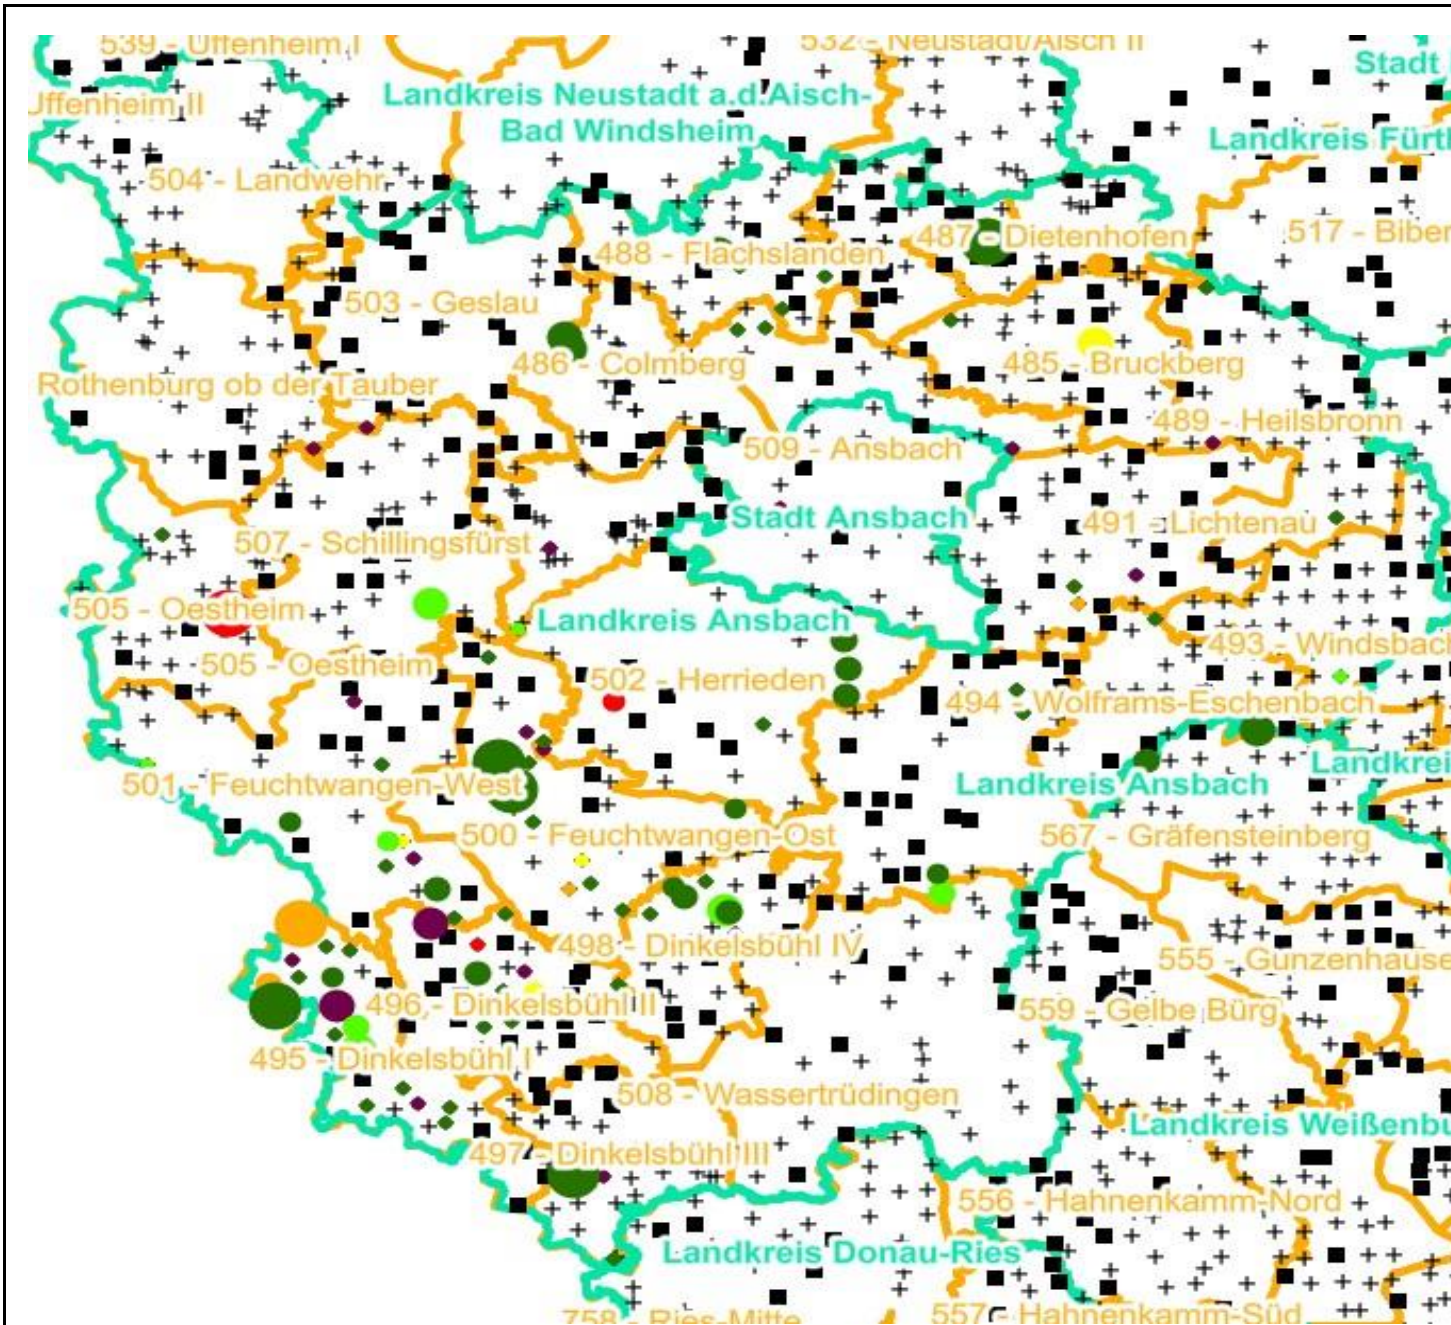 539 - Uffenheim I
532 - Neustadt/Aisch II
Stadt
Uffenheim II
Landkreis Neustadt a.d.Aisch-
Bad Windsheim
Landkreis Fürth
504 - Landwehr
488 - Flachslanden
487 - Dietenhofen
517 - Biber
503 - Geslau
486 - Colmberg
485 - Bruckberg
Rothenburg ob der Tauber
489 - Heilsbronn
509 - Ansbach
Stadt Ansbach
491 - Lichtenau
507 - Schillingsfürst
505 - Oestheim
Landkreis Ansbach
493 - Windsbach
505 - Oestheim
502 - Herrieden
494 - Wolframs-Eschenbach
501 - Feuchtwangen-West
Landkreis Ansbach
Landkrei
500 - Feuchtwangen-Ost
567 - Gräfensteinberg
498 - Dinkelsbühl IV
555 - Gunzenhause
496 - Dinkelsbühl II
559 - Gelbe Bürg
495 - Dinkelsbühl I
508 - Wassertrüdingen
Landkreis Weißenbu
497 - Dinkelsbühl III
556 - Hahnenkamm-Nord
Landkreis Donau-Ries
758 - Ries-Mitte
557 - Hahnenkamm-Süd